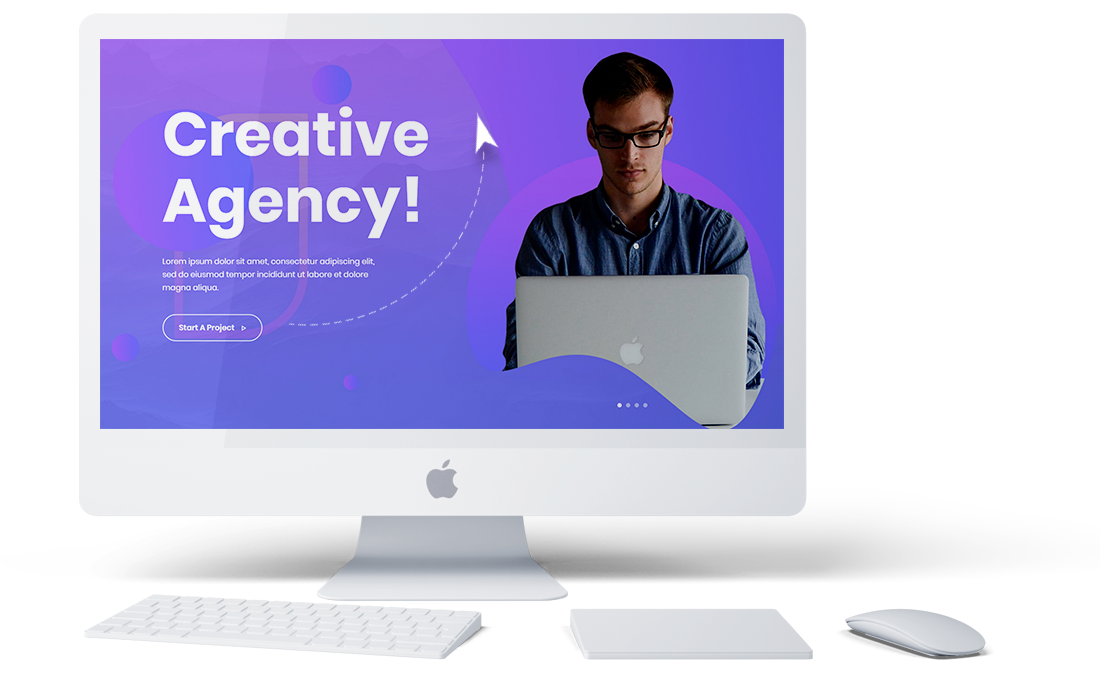 Creative
Agency!
Lorem ipsum dolor sit amet, consectetur adipiscing elit,
sed do eiusmod tempor incididunt ut labore et dolore
magna aliqua.
Start A Project